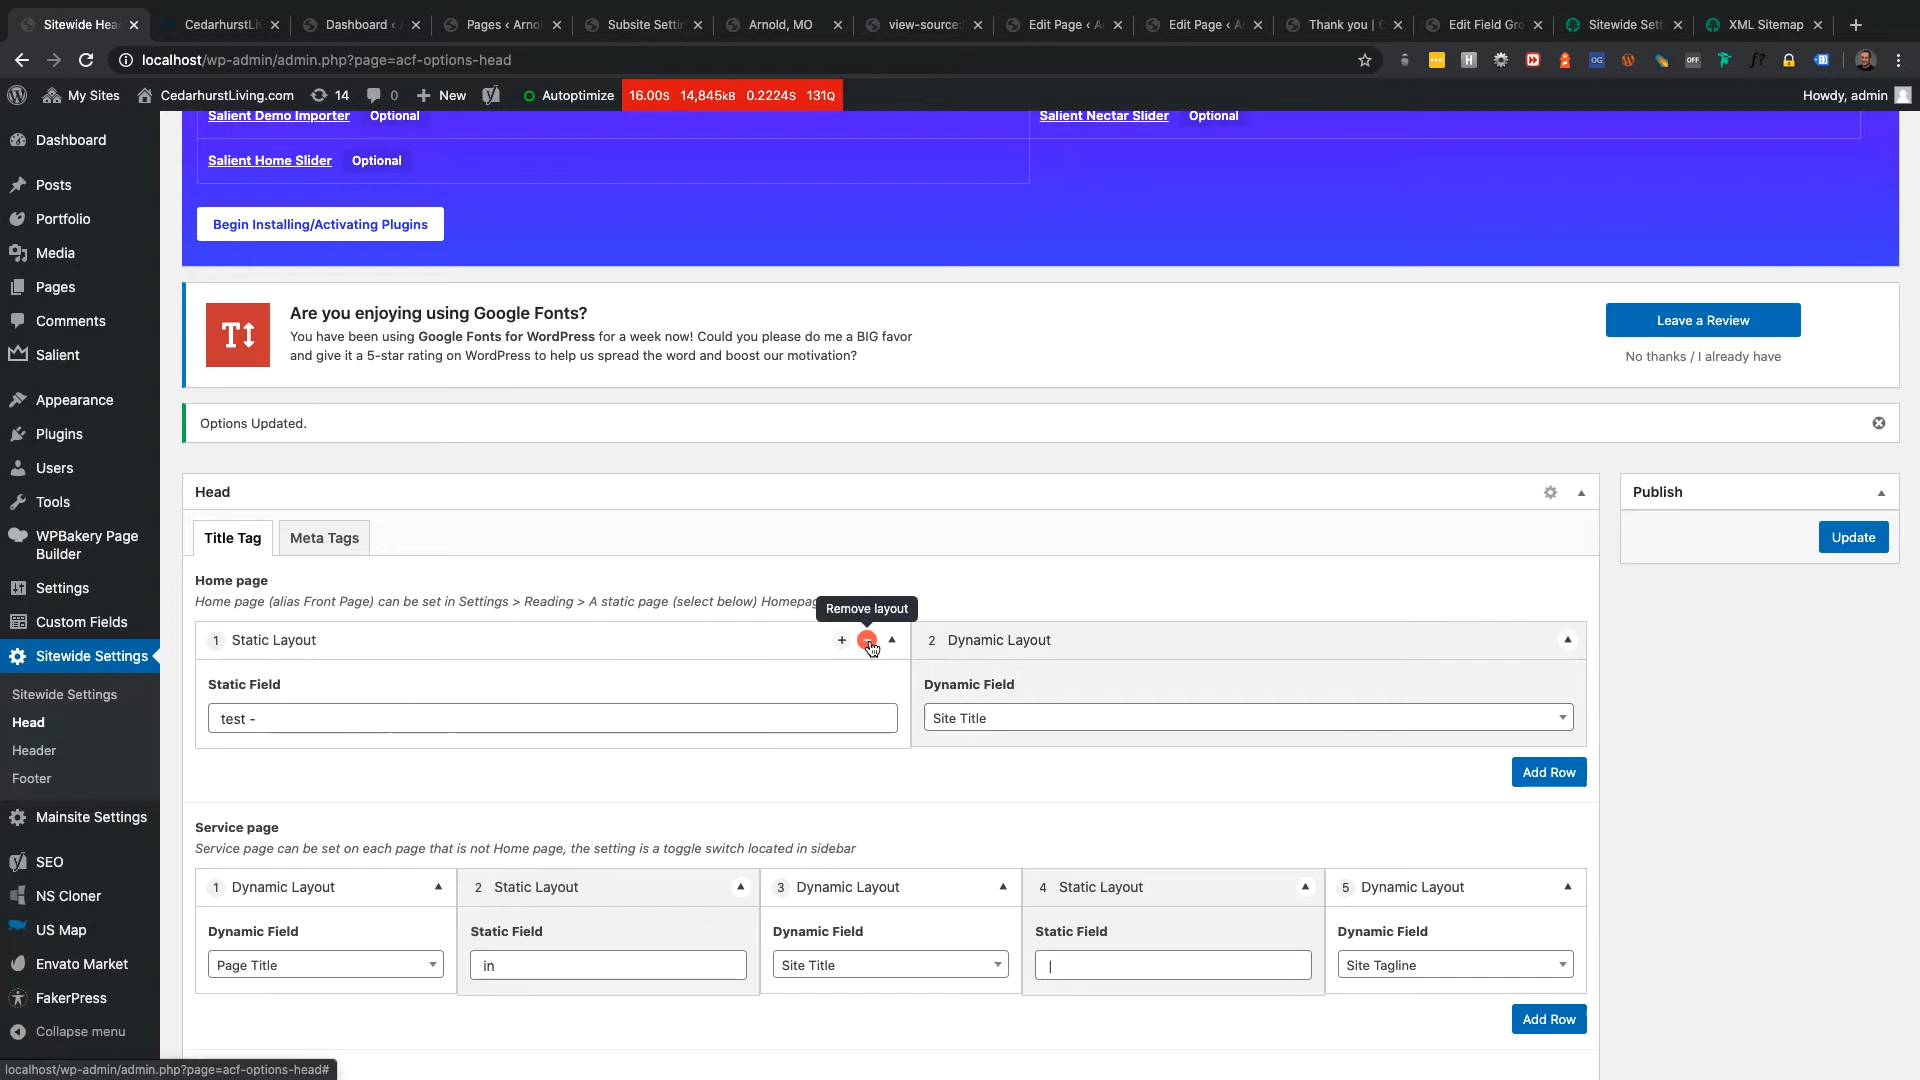 Sitewide Hea
CedarhurstLi
Dashboard ‹
Pages ‹ Arno
Subsite Setti
Arnold, MO
view-source:
Edit Page ‹ A
Edit Page ‹ A
Thank you | C
Edit Field Gro
Sitewide Sett
XML Sitemap
localhost/wp-admin/admin.php?page=acf-options-head
My Sites
CedarhurstLiving.com
14
0
New
Autoptimize
16.00s 14,845kB 0.2224s 131Q
Howdy, admin
Dashboard
Posts
Portfolio
Media
Pages
Comments
Salient
Appearance
Plugins
Users
Tools
WPBakery Page
Builder
Settings
Custom Fields
Sitewide Settings
Sitewide Settings
Head
Header
Footer
Mainsite Settings
SEO
NS Cloner
US Map
Envato Market
FakerPress
Collapse menu
localhost/wp-admin/admin.php?page=acf-options-head#
Salient Demo Importer Optional
Salient Nectar Slider Optional
Salient Home Slider Optional
Begin Installing/Activating Plugins
Are you enjoying using Google Fonts?
You have been using Google Fonts for WordPress for a week now! Could you please do me a BIG favor
and give it a 5-star rating on WordPress to help us spread the word and boost our motivation?
Leave a Review
No thanks / I already have
Options Updated.
Head
Title Tag
Meta Tags
Home page
Home page (alias Front Page) can be set in Settings > Reading > A static page (select below) Homepag
Remove layout
1 Static Layout
2 Dynamic Layout
Static Field
Dynamic Field
test -
Site Title
Add Row
Service page
Service page can be set on each page that is not Home page, the setting is a toggle switch located in sidebar
1 Dynamic Layout
2 Static Layout
3 Dynamic Layout
4 Static Layout
5 Dynamic Layout
Dynamic Field
Static Field
Dynamic Field
Static Field
Dynamic Field
Page Title
in
Site Title
|
Site Tagline
Add Row
Publish
Update